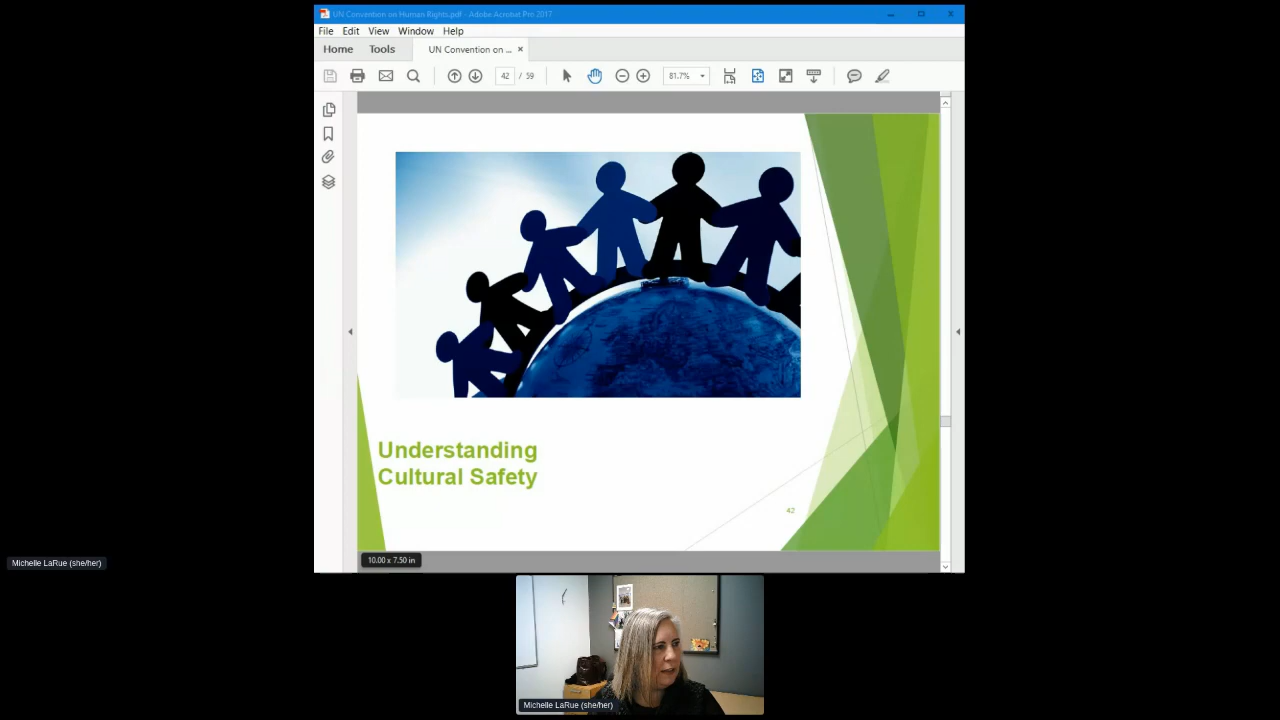 UN Convention on Human Rights.pdf - Adobe Acrobat Pro 2017
File Edit View Window Help
Home Tools UN Convention on ... ×
42 / 59 81.7%
Understanding
Cultural Safety
42
10.00 x 7.50 in
Michelle LaRue (she/her)
Michelle LaRue (she/her)